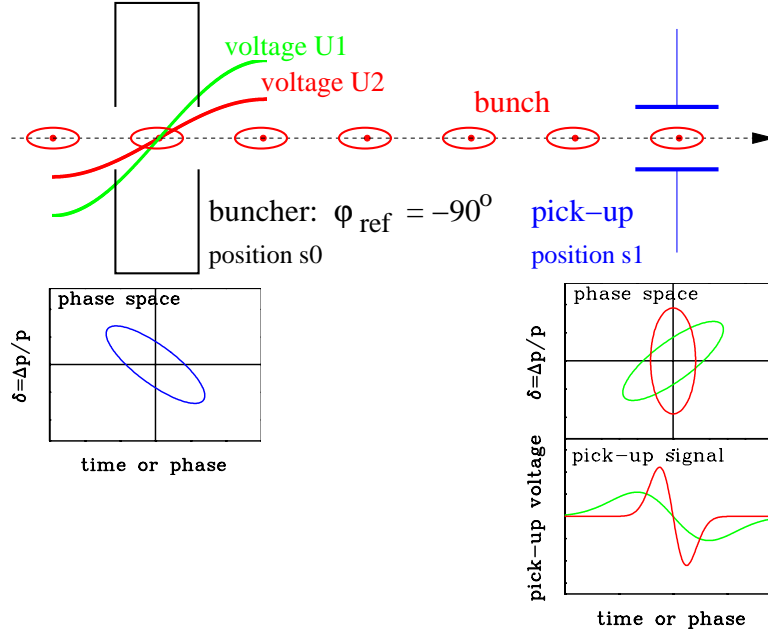 voltage U1
voltage U2
bunch
buncher: φ ref = −90°
pick−up
position s0
position s1
phase space
δ=Δp/p
time or phase
phase space
δ=Δp/p
pick−up signal
pick−up voltage
time or phase